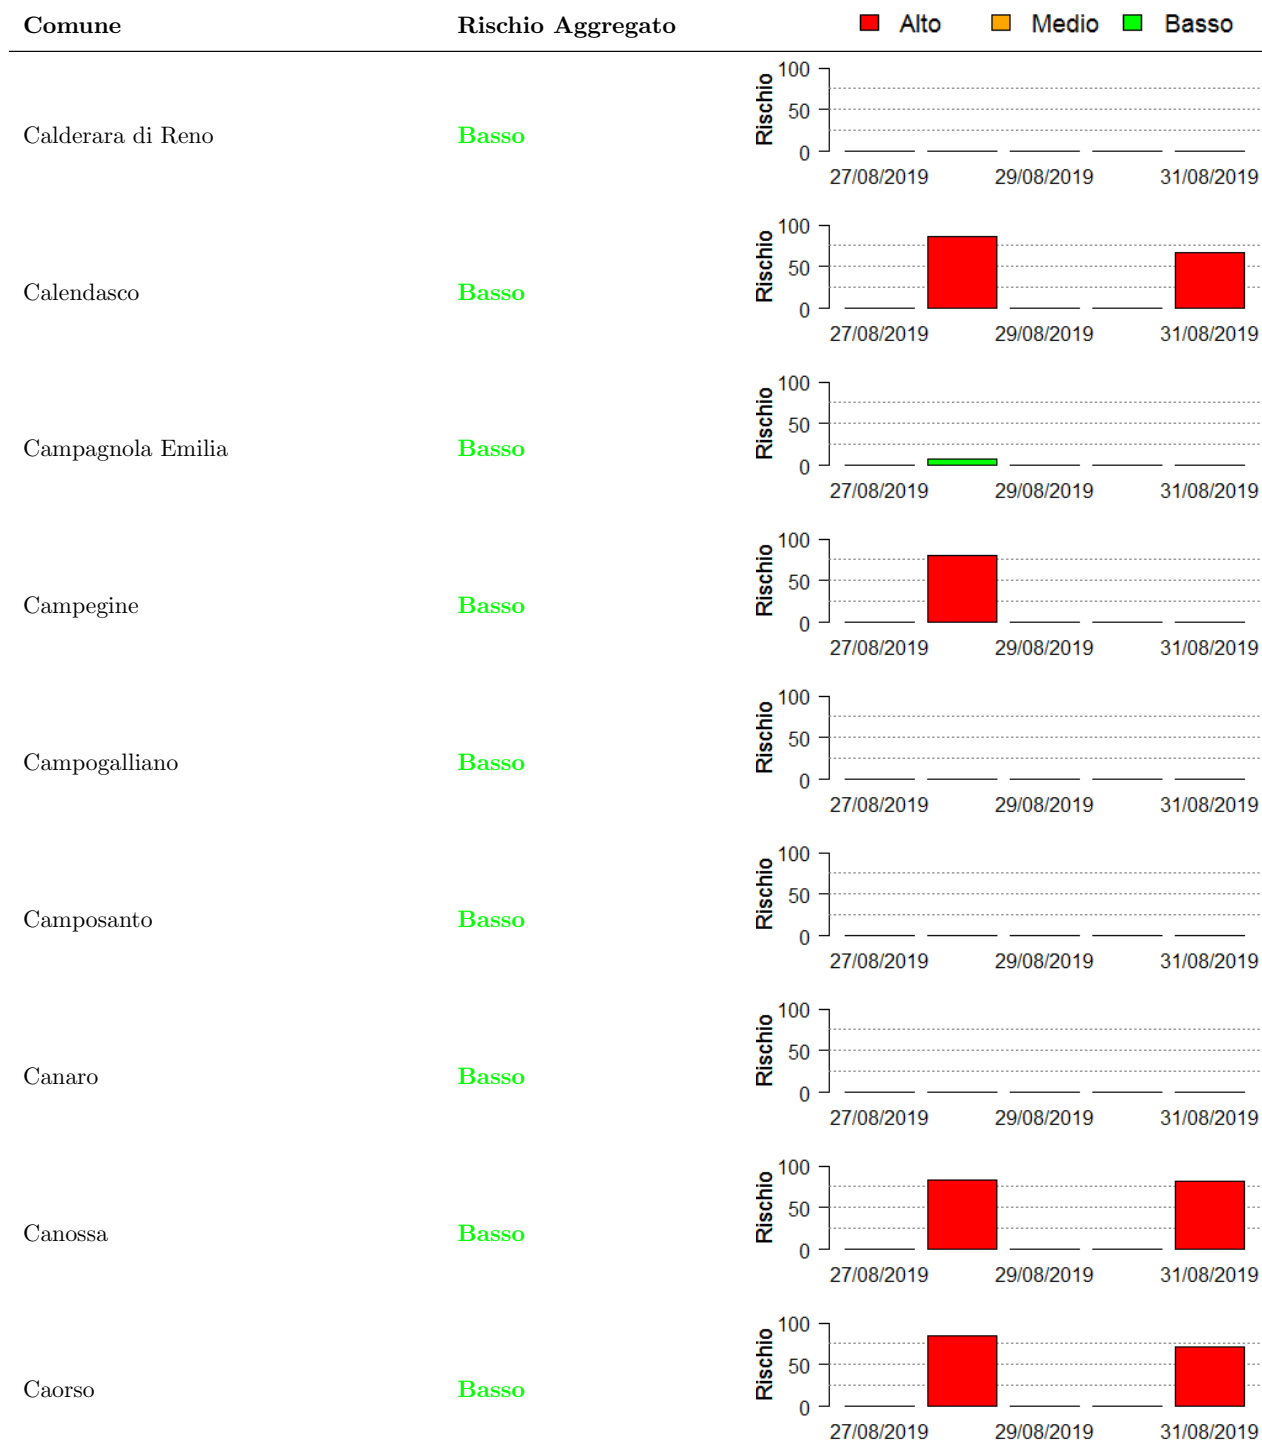 Comune Rischio Aggregato Alto Medio Basso
100
50
0
Rischio
Calderara di Reno Basso
27/08/2019 29/08/2019 31/08/2019
100
50
0
Rischio
Calendasco Basso
27/08/2019 29/08/2019 31/08/2019
100
50
0
Rischio
Campagnola Emilia Basso
27/08/2019 29/08/2019 31/08/2019
100
50
0
Rischio
Campegine Basso
27/08/2019 29/08/2019 31/08/2019
100
50
0
Rischio
Campogalliano Basso
27/08/2019 29/08/2019 31/08/2019
100
50
0
Rischio
Camposanto Basso
27/08/2019 29/08/2019 31/08/2019
100
50
0
Rischio
Canaro Basso
27/08/2019 29/08/2019 31/08/2019
100
50
0
Rischio
Canossa Basso
27/08/2019 29/08/2019 31/08/2019
100
50
0
Rischio
Caorso Basso
27/08/2019 29/08/2019 31/08/2019